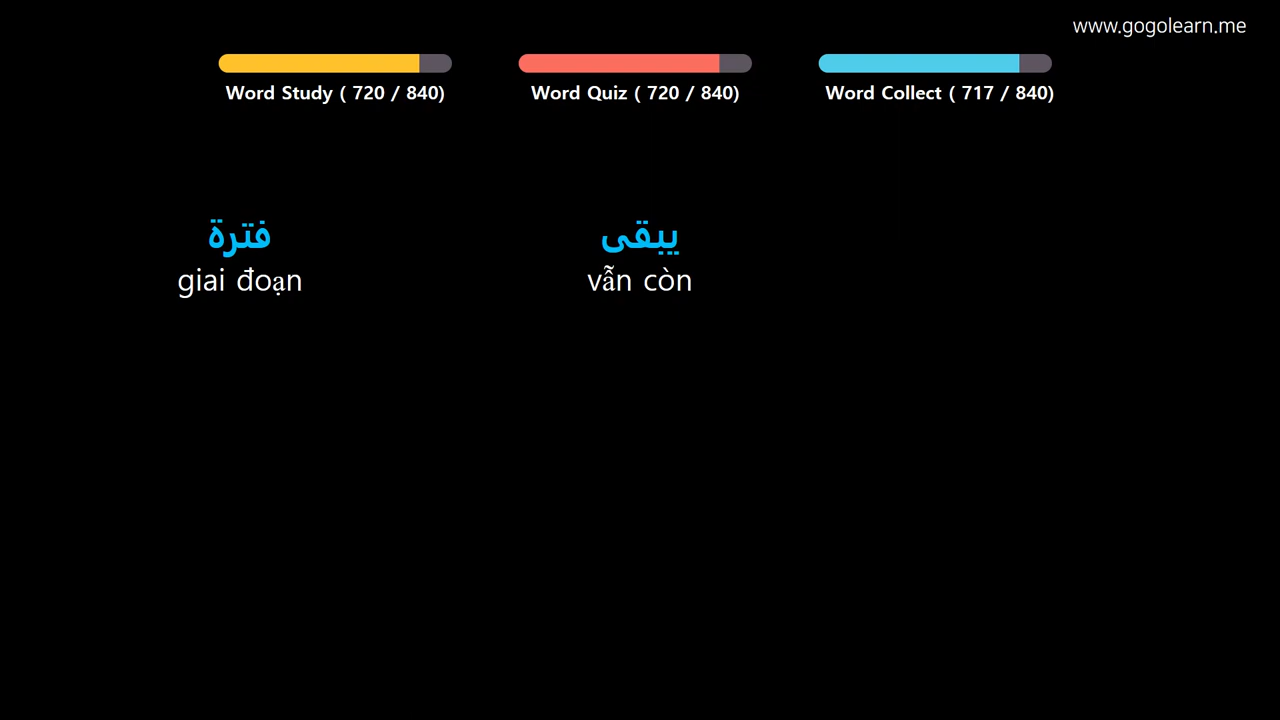 www.gogolearn.me
Word Study ( 720 / 840)
Word Quiz ( 720 / 840)
Word Collect ( 717 / 840)
فترة
giai đoạn
يبقى
vẫn còn